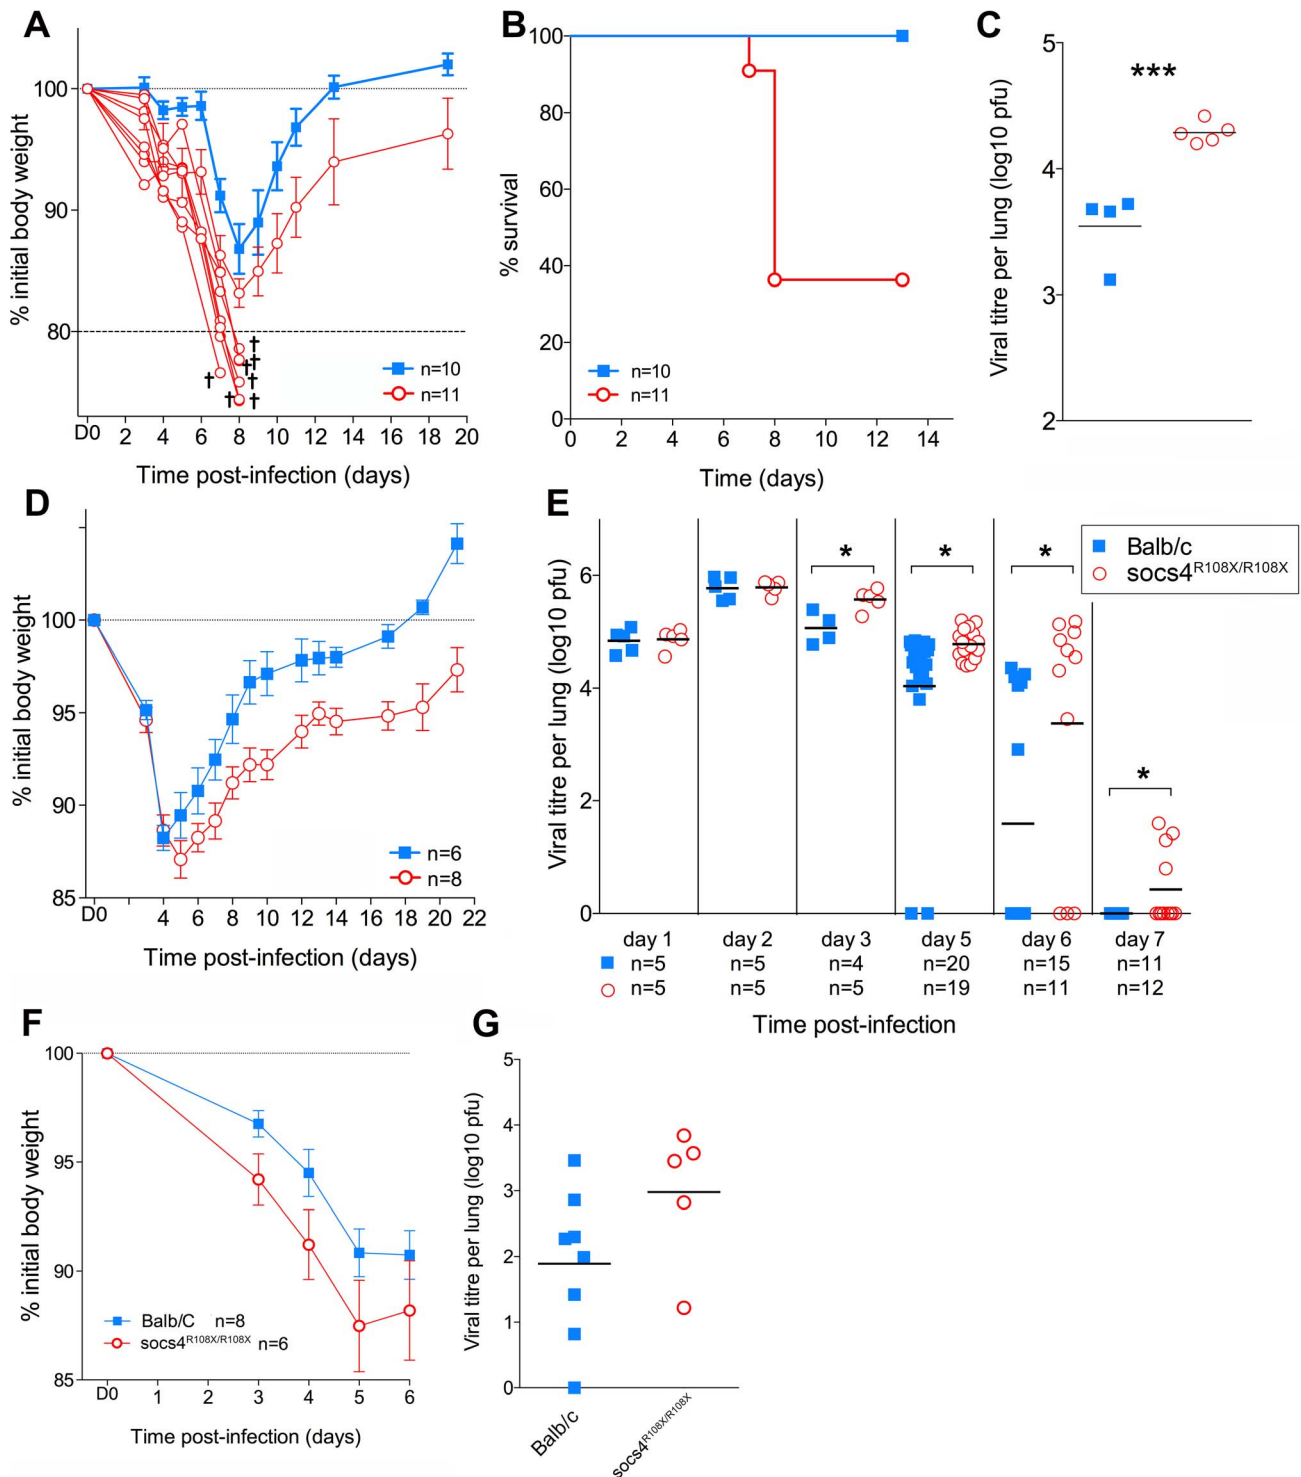 A
% initial body weight
100
90
80
† † † † † † †
n=10
n=11
D0 2 4 6 8 10 12 14 16 18 20
Time post-infection (days)
B
% survival
100
80
60
40
20
0
n=10
n=11
0 2 4 6 8 10 12 14
Time (days)
C
Viral titre per lung (log10 pfu)
5
4
3
2
***
D
% initial body weight
100
95
90
85
n=6
n=8
D0 2 4 6 8 10 12 14 16 18 20 22
Time post-infection (days)
E
Viral titre per lung (log10 pfu)
6
4
2
0
* * * *
Balb/c
socs4R108X/R108X
day 1 day 2 day 3 day 5 day 6 day 7
n=5 n=5 n=4 n=20 n=15 n=11
n=5 n=5 n=5 n=19 n=11 n=12
Time post-infection
F
% initial body weight
100
95
90
85
Balb/C n=8
socs4R108X/R108X n=6
D0 1 2 3 4 5 6
Time post-infection (days)
G
Viral titre per lung (log10 pfu)
5
4
3
2
1
0
Balb/c
socs4R108X/R108X